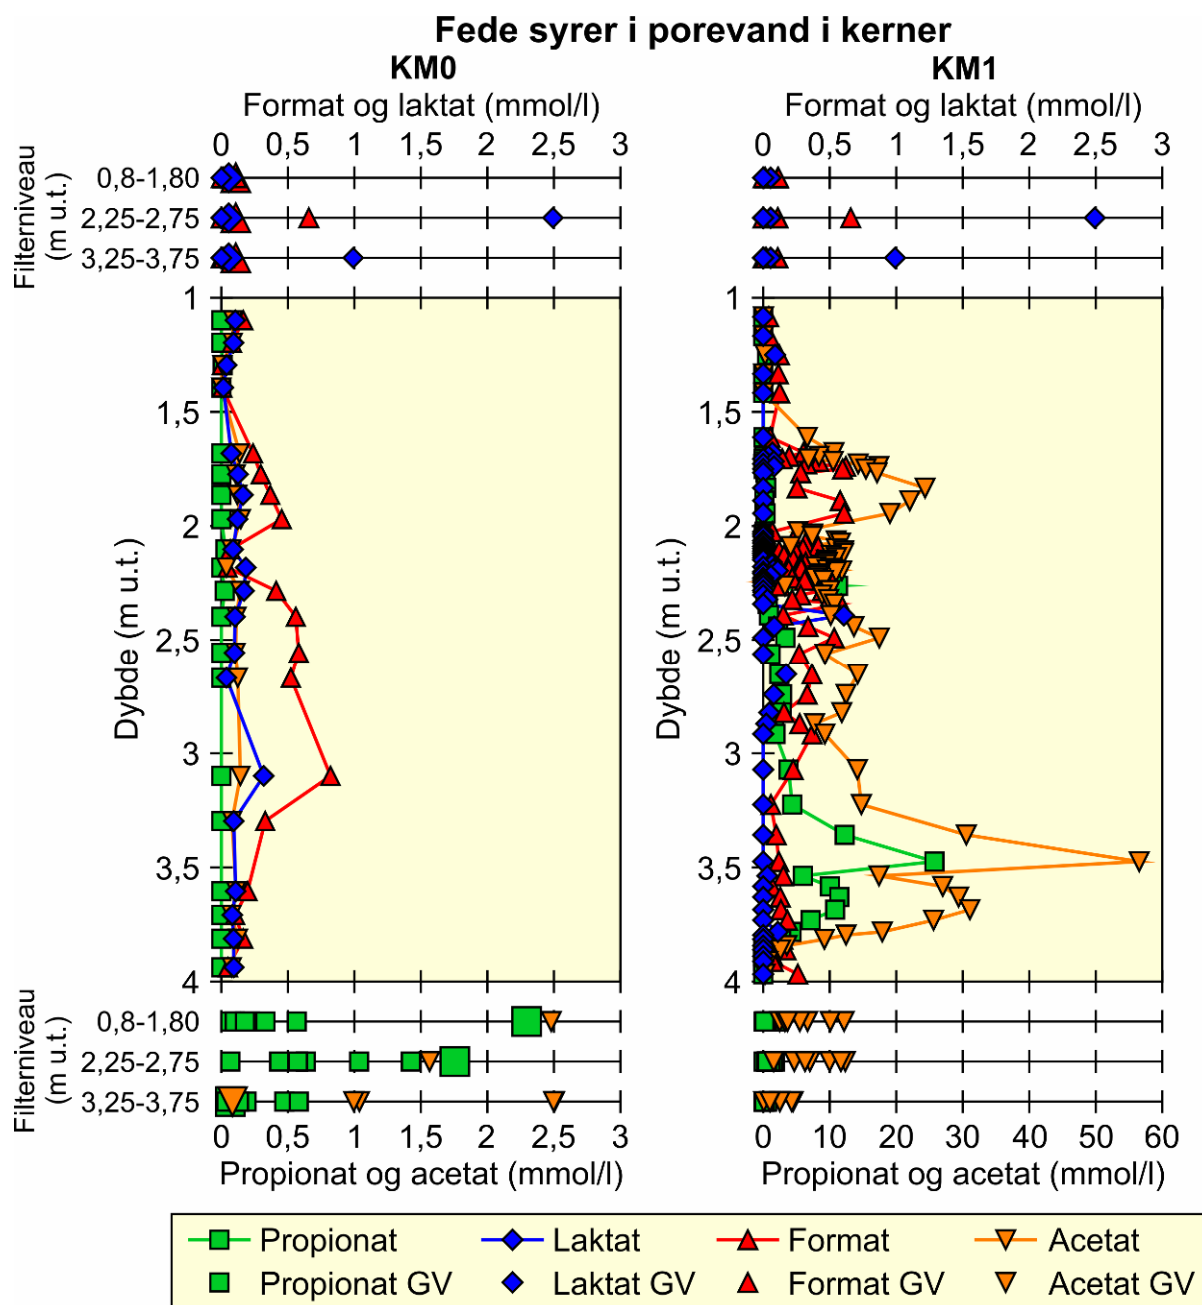 Fede syrer i porevand i kerner
KM0
KM1
Format og laktat (mmol/l)
Format og laktat (mmol/l)
0 0,5 1 1,5 2 2,5 3
0 0,5 1 1,5 2 2,5 3
Filterniveau
(m u.t.)
0,8-1,80
2,25-2,75
3,25-3,75
Dybde (m u.t.)
1
1,5
2
2,5
3
3,5
4
Dybde (m u.t.)
1
1,5
2
2,5
3
3,5
4
Filterniveau
(m u.t.)
0,8-1,80
2,25-2,75
3,25-3,75
0 0,5 1 1,5 2 2,5 3
0 10 20 30 40 50 60
Propionat og acetat (mmol/l)
Propionat og acetat (mmol/l)
Propionat Laktat Format Acetat
Propionat GV Laktat GV Format GV Acetat GV